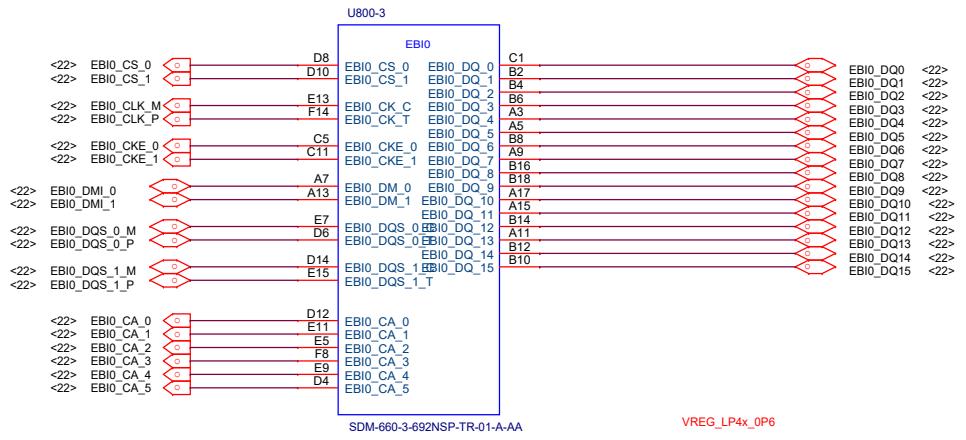 U800-3
EBI0
<22> EBI0_CS_0 D8 EBI0_CS_0 EBI0_DQ_0 C1 EBI0_DQ0 <22>
<22> EBI0_CS_1 D10 EBI0_CS_1 EBI0_DQ_1 B2 EBI0_DQ1 <22>
EBI0_DQ_2 B4 EBI0_DQ2 <22>
<22> EBI0_CLK_M E13 EBI0_CK_C EBI0_DQ_3 B6 EBI0_DQ3 <22>
<22> EBI0_CLK_P F14 EBI0_CK_T EBI0_DQ_4 A3 EBI0_DQ4 <22>
EBI0_DQ_5 A5 EBI0_DQ5 <22>
<22> EBI0_CKE_0 C5 EBI0_CKE_0 EBI0_DQ_6 B8 EBI0_DQ6 <22>
<22> EBI0_CKE_1 C11 EBI0_CKE_1 EBI0_DQ_7 A9 EBI0_DQ7 <22>
EBI0_DQ_8 B16 EBI0_DQ8 <22>
<22> EBI0_DMI_0 A7 EBI0_DM_0 EBI0_DQ_9 B18 EBI0_DQ9 <22>
<22> EBI0_DMI_1 A13 EBI0_DM_1 EBI0_DQ_10 A17 EBI0_DQ10 <22>
EBI0_DQ_11 A15 EBI0_DQ11 <22>
<22> EBI0_DQS_0_M E7 EBI0_DQS_0_C EBI0_DQ_12 B14 EBI0_DQ12 <22>
<22> EBI0_DQS_0_P D6 EBI0_DQS_0_T EBI0_DQ_13 A11 EBI0_DQ13 <22>
EBI0_DQ_14 B12 EBI0_DQ14 <22>
<22> EBI0_DQS_1_M D14 EBI0_DQS_1_C EBI0_DQ_15 B10 EBI0_DQ15 <22>
<22> EBI0_DQS_1_P E15 EBI0_DQS_1_T
<22> EBI0_CA_0 D12 EBI0_CA_0
<22> EBI0_CA_1 E11 EBI0_CA_1
<22> EBI0_CA_2 E5 EBI0_CA_2
<22> EBI0_CA_3 F8 EBI0_CA_3
<22> EBI0_CA_4 E9 EBI0_CA_4
<22> EBI0_CA_5 D4 EBI0_CA_5
SDM-660-3-692NSP-TR-01-A-AA
VREG_LP4x_0P6